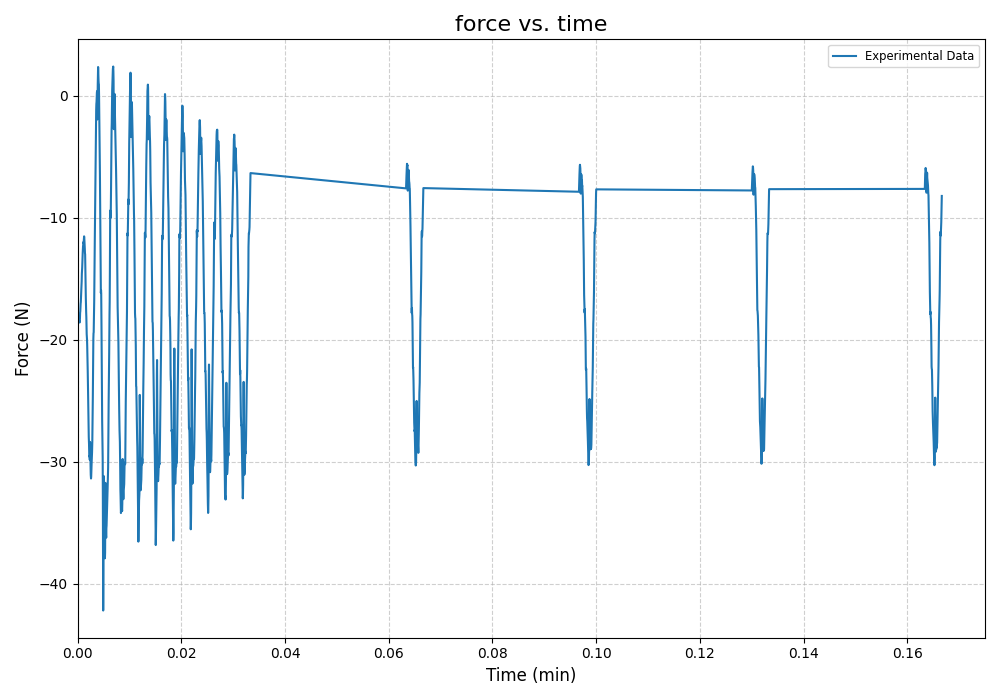 force vs. time
Experimental Data
Force (N)
0
−10
−20
−30
−40
0.00 0.02 0.04 0.06 0.08 0.10 0.12 0.14 0.16
Time (min)